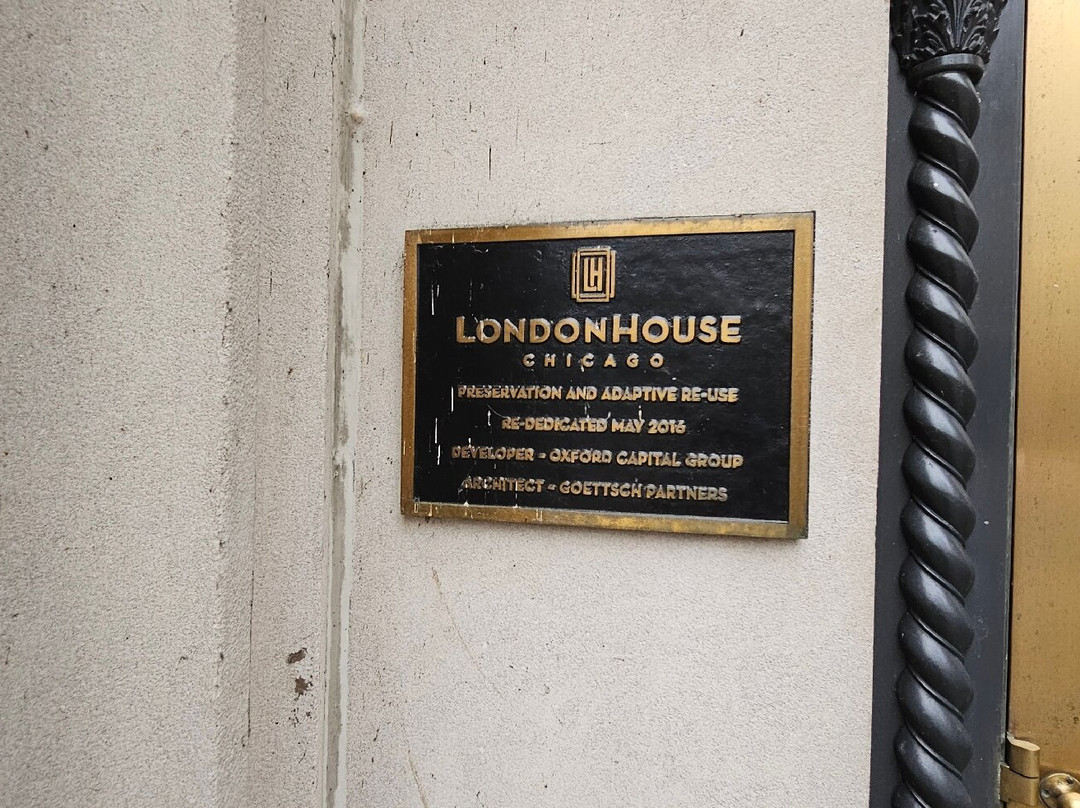 LH
LONDONHOUSE
CHICAGO
PRESERVATION AND ADAPTIVE RE-USE
RE-DEDICATED MAY 2016
DEVELOPER - OXFORD CAPITAL GROUP
ARCHITECT - GOETTSCH PARTNERS